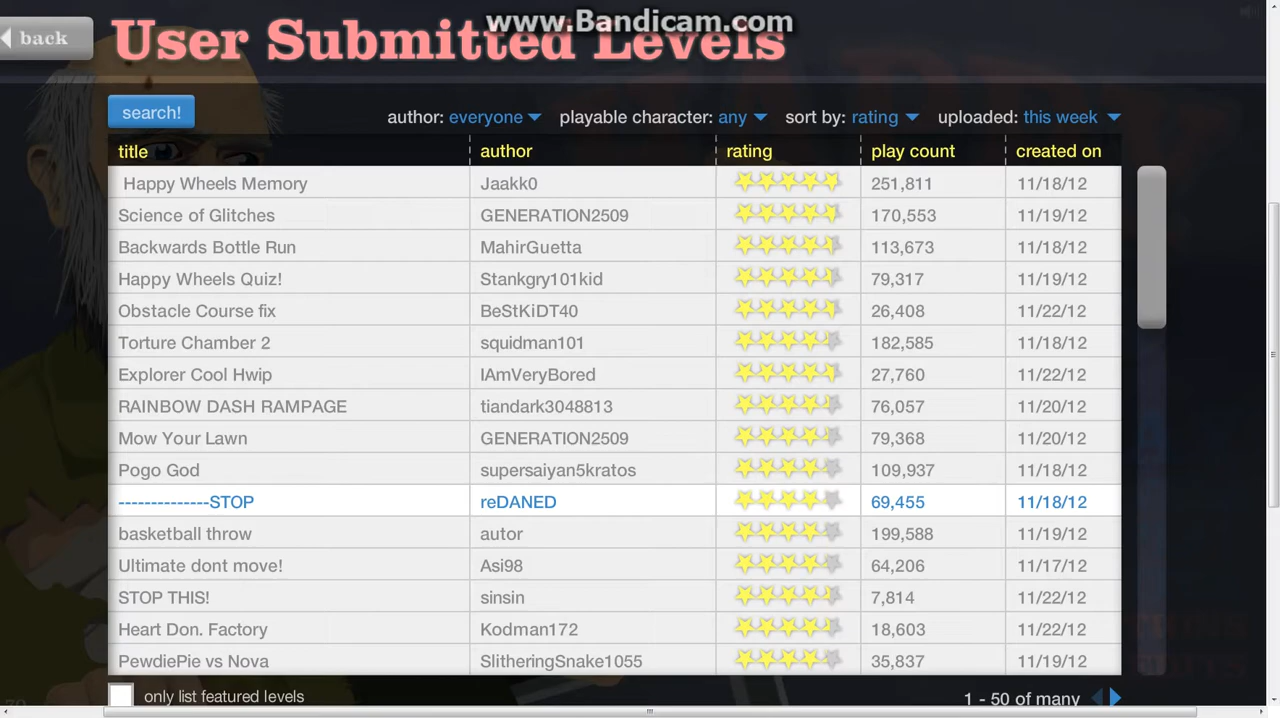 www.Bandicam.com
back
User Submitted Levels
search!
author: everyone playable character: any sort by: rating uploaded: this week
title author rating play count created on
Happy Wheels Memory Jaakk0 251,811 11/18/12
Science of Glitches GENERATION2509 170,553 11/19/12
Backwards Bottle Run MahirGuetta 113,673 11/18/12
Happy Wheels Quiz! Stankgry101kid 79,317 11/19/12
Obstacle Course fix BeStKiDT40 26,408 11/22/12
Torture Chamber 2 squidman101 182,585 11/18/12
Explorer Cool Hwip IAmVeryBored 27,760 11/22/12
RAINBOW DASH RAMPAGE tiandark3048813 76,057 11/20/12
Mow Your Lawn GENERATION2509 79,368 11/20/12
Pogo God supersaiyan5kratos 109,937 11/18/12
--------------STOP reDANED 69,455 11/18/12
basketball throw autor 199,588 11/19/12
Ultimate dont move! Asi98 64,206 11/17/12
STOP THIS! sinsin 7,814 11/22/12
Heart Don. Factory Kodman172 18,603 11/22/12
PewdiePie vs Nova SlitheringSnake1055 35,837 11/19/12
only list featured levels 1 - 50 of many